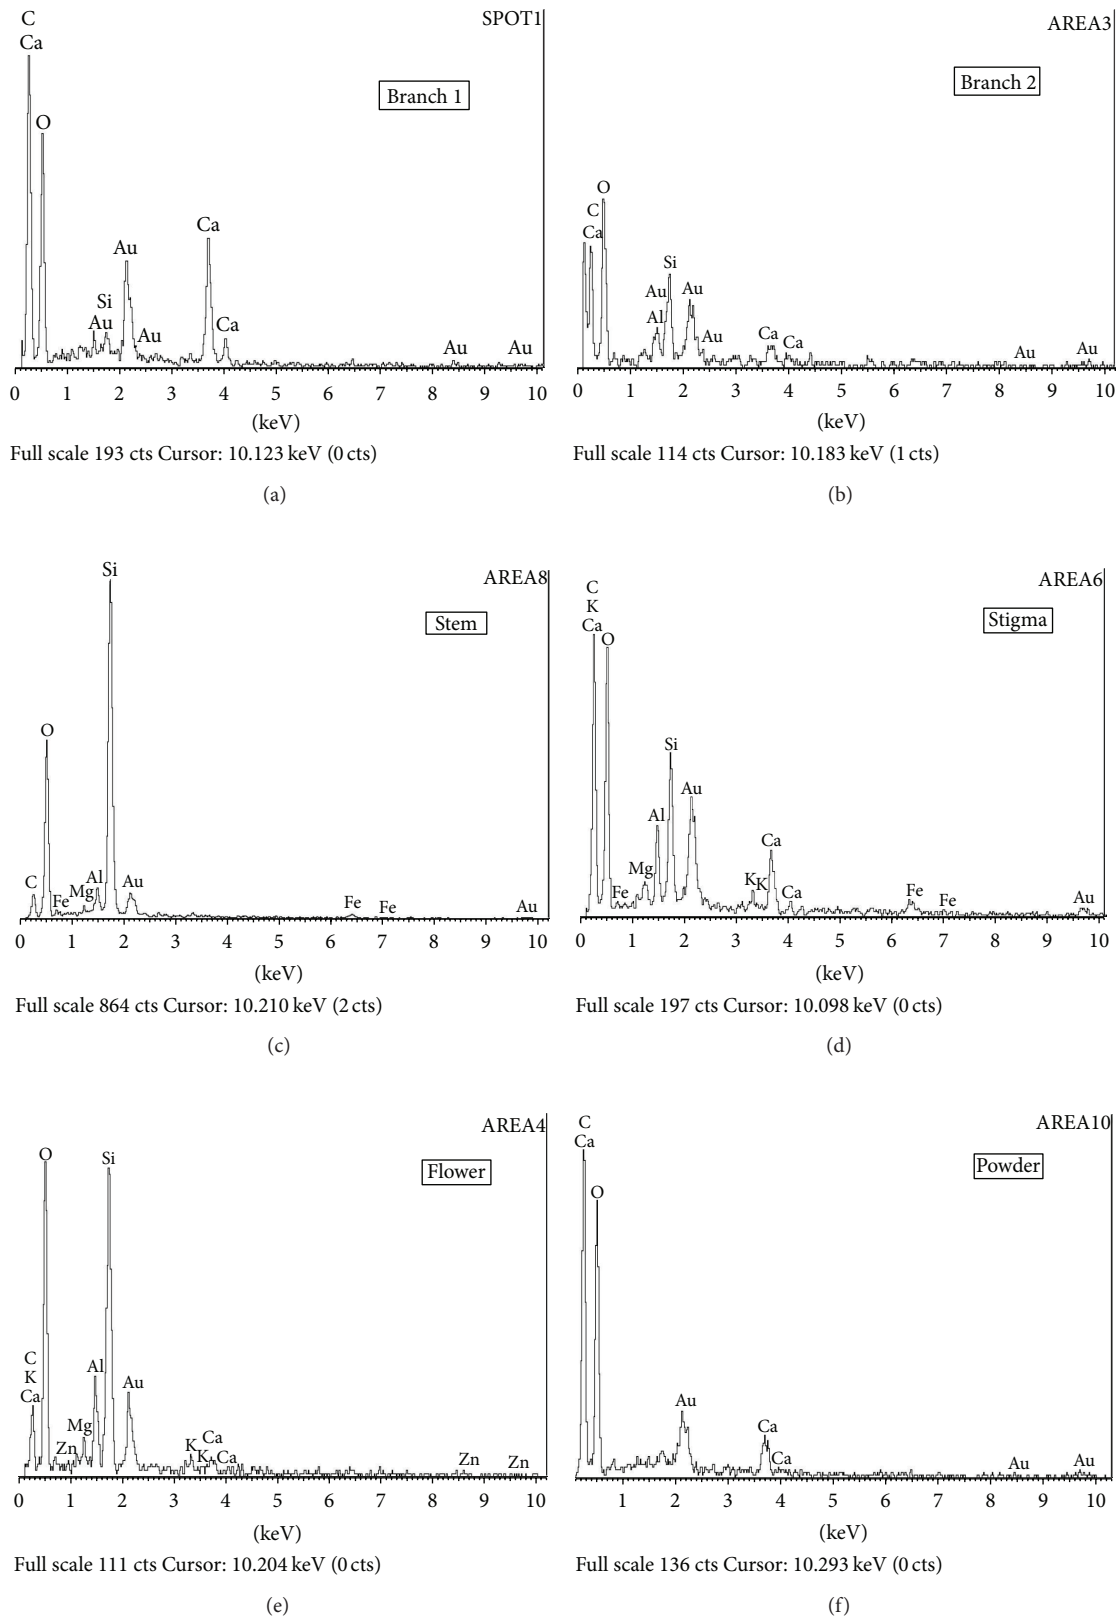 SPOT1
C
Ca
O
Branch 1
Au
Ca
Si
Au
Au
Ca
Au
Au
0 1 2 3 4 5 6 7 8 9 10
(keV)
Full scale 193 cts Cursor: 10.123 keV (0 cts)
(a)
AREA3
Branch 2
O
C
Ca
Si
Au
Au
Al
Au
Ca
Ca
Au
Au
0 1 2 3 4 5 6 7 8 9 10
(keV)
Full scale 114 cts Cursor: 10.183 keV (1 cts)
(b)
AREA8
Si
Stem
O
C
Fe
Mg
Al
Au
Fe
Fe
Au
0 1 2 3 4 5 6 7 8 9 10
(keV)
Full scale 864 cts Cursor: 10.210 keV (2 cts)
(c)
AREA6
C
K
Ca
O
Stigma
Si
Au
Al
Ca
Mg
Fe
K
K
Ca
Fe
Fe
Au
0 1 2 3 4 5 6 7 8 9 10
(keV)
Full scale 197 cts Cursor: 10.098 keV (0 cts)
(d)
AREA4
O
Si
Flower
C
K
Ca
Al
Au
Zn
Mg
K
K
Ca
Ca
Zn
Zn
0 1 2 3 4 5 6 7 8 9 10
(keV)
Full scale 111 cts Cursor: 10.204 keV (0 cts)
(e)
AREA10
C
Ca
O
Powder
Au
Ca
Ca
Au
Au
1 2 3 4 5 6 7 8 9 10
(keV)
Full scale 136 cts Cursor: 10.293 keV (0 cts)
(f)